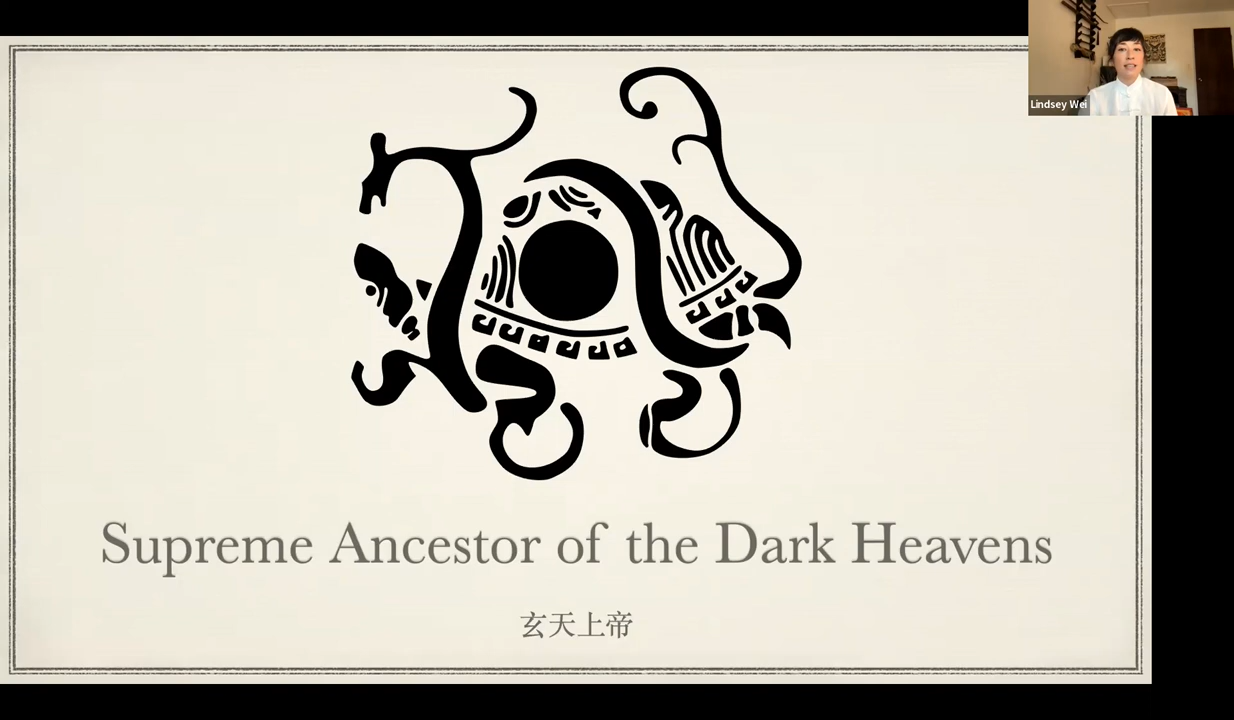 Lindsey Wei
Supreme Ancestor of the Dark Heavens
玄天上帝